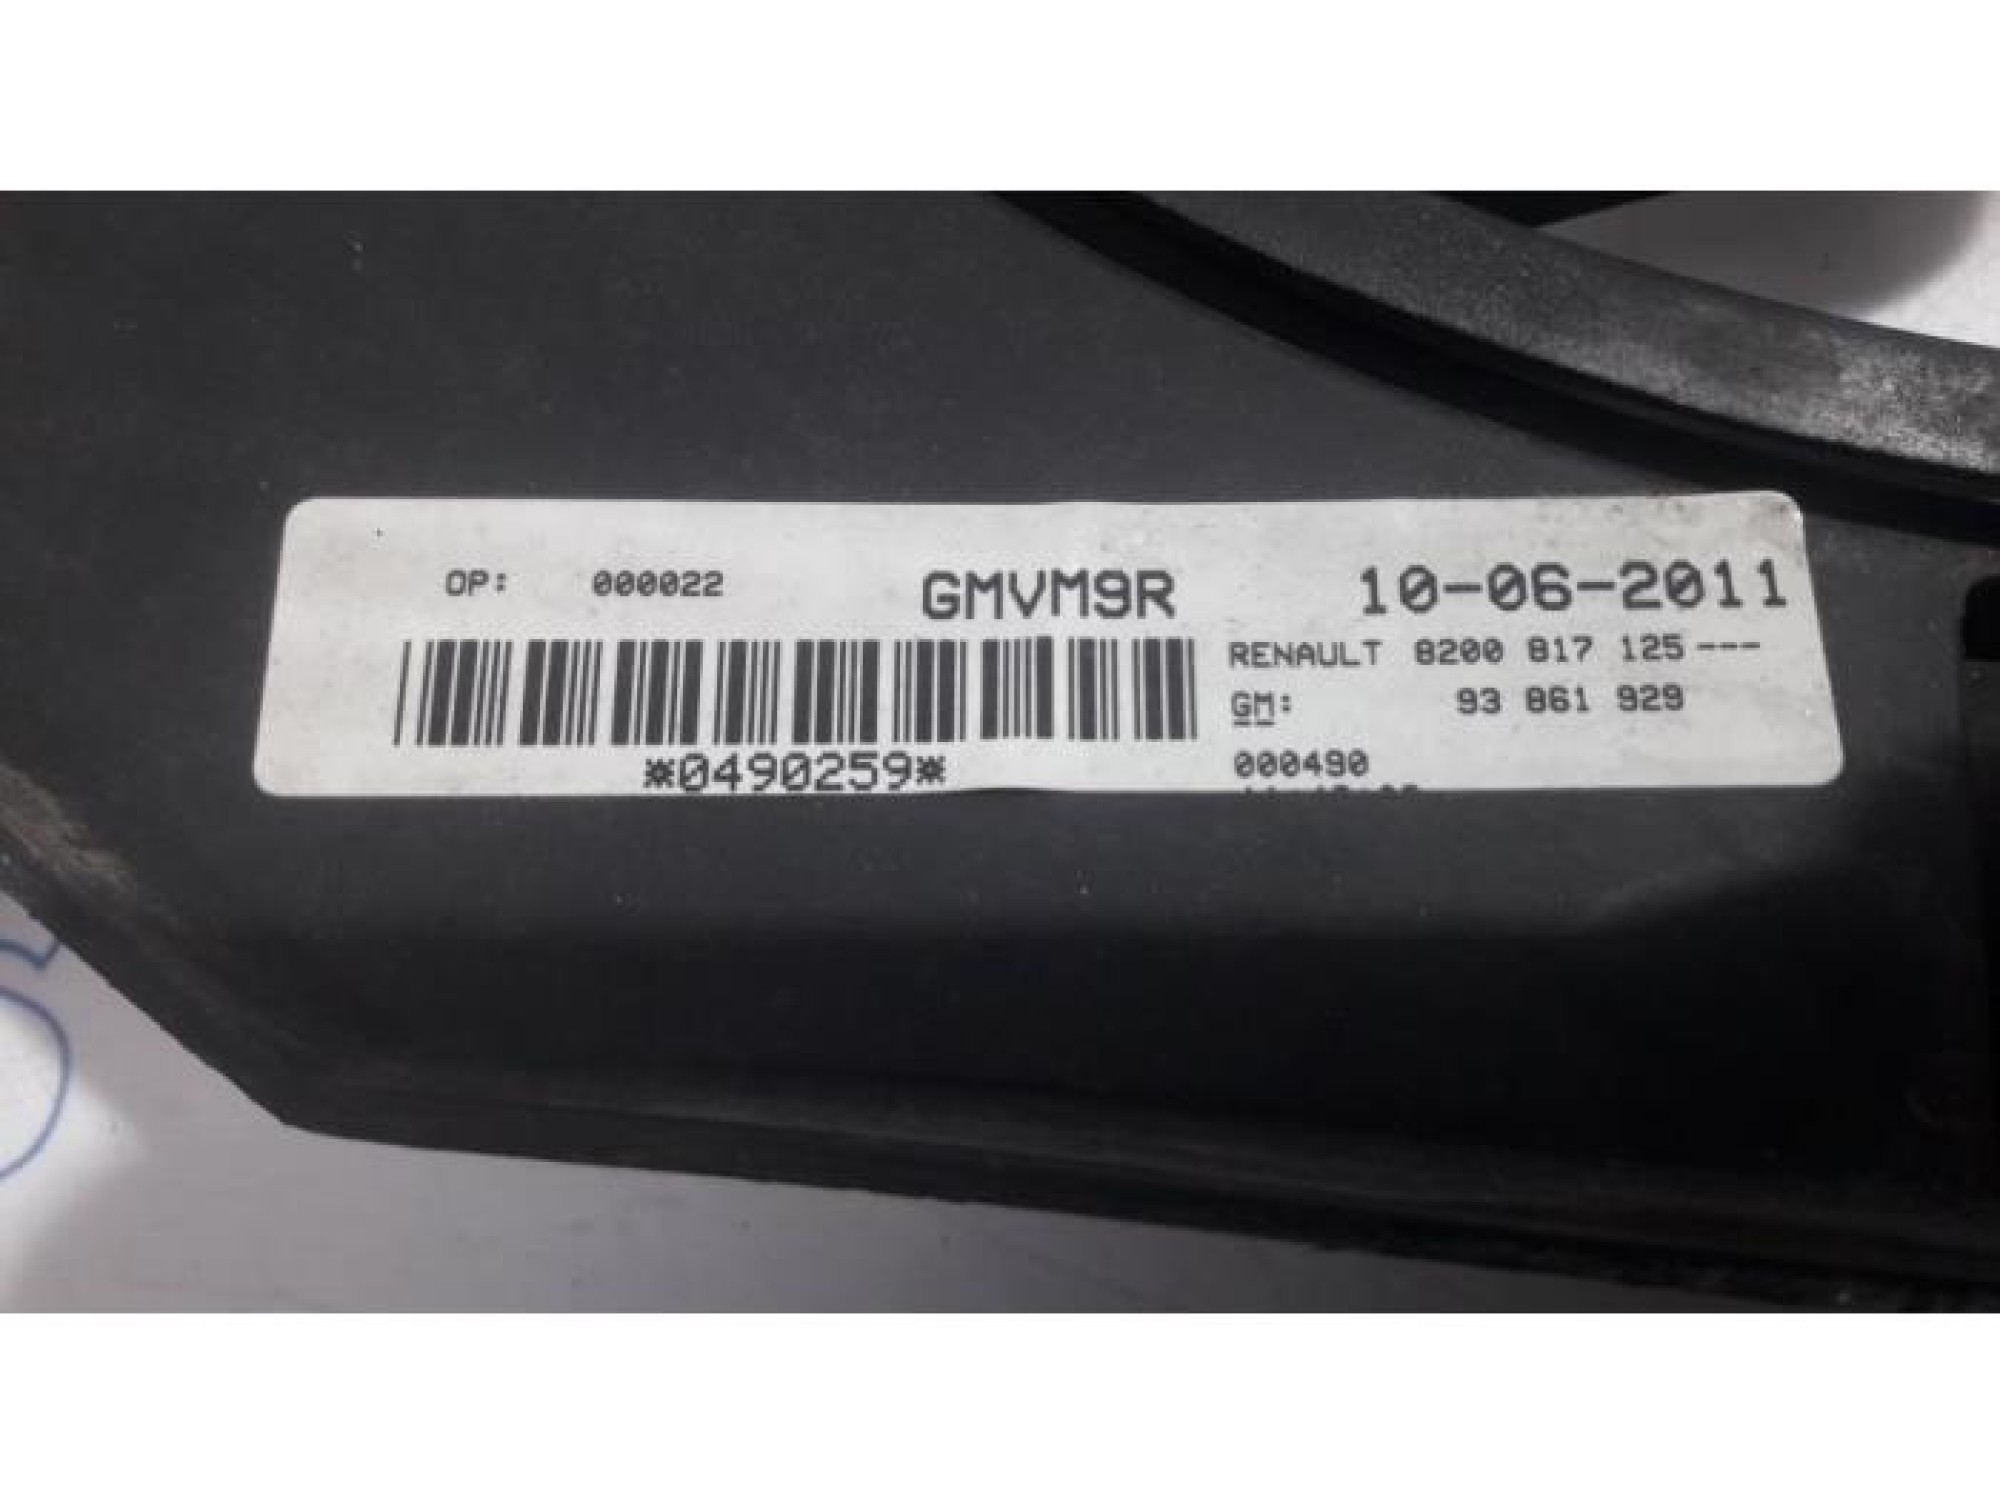 OP: 000022 GMVM9R 10-06-2011
RENAULT 8200 817 125---
GM: 93 861 929
*0490259*
000490